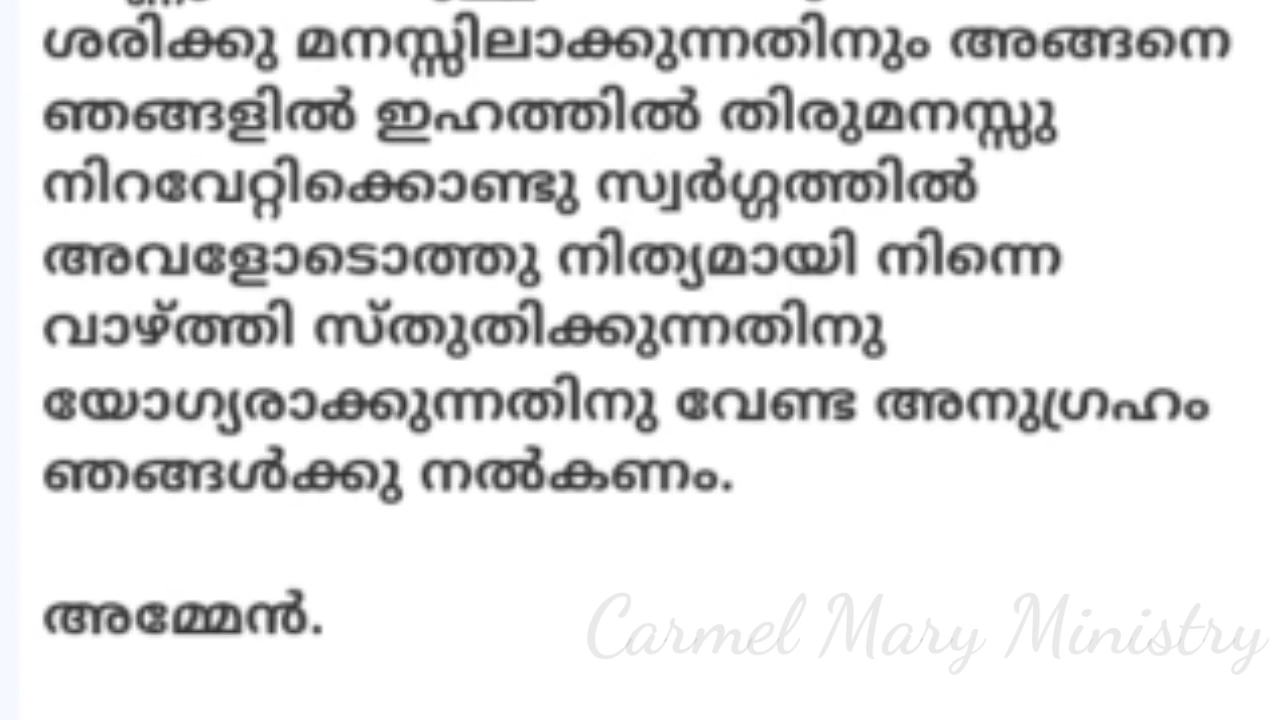 ശരിക്കു മനസ്സിലാക്കുന്നതിനും അങ്ങനെ
ഞങ്ങളിൽ ഇഹത്തിൽ തിരുമനസ്സു
നിറവേറ്റിക്കൊണ്ടു സ്വർഗ്ഗത്തിൽ
അവളോടൊത്തു നിത്യമായി നിന്നെ
വാഴ്ത്തി സ്തുതിക്കുന്നതിനു
യോഗ്യരാക്കുന്നതിനു വേണ്ട അനുഗ്രഹം
ഞങ്ങൾക്കു നൽകണം.
അമ്മേൻ.
Carmel Mary Ministry